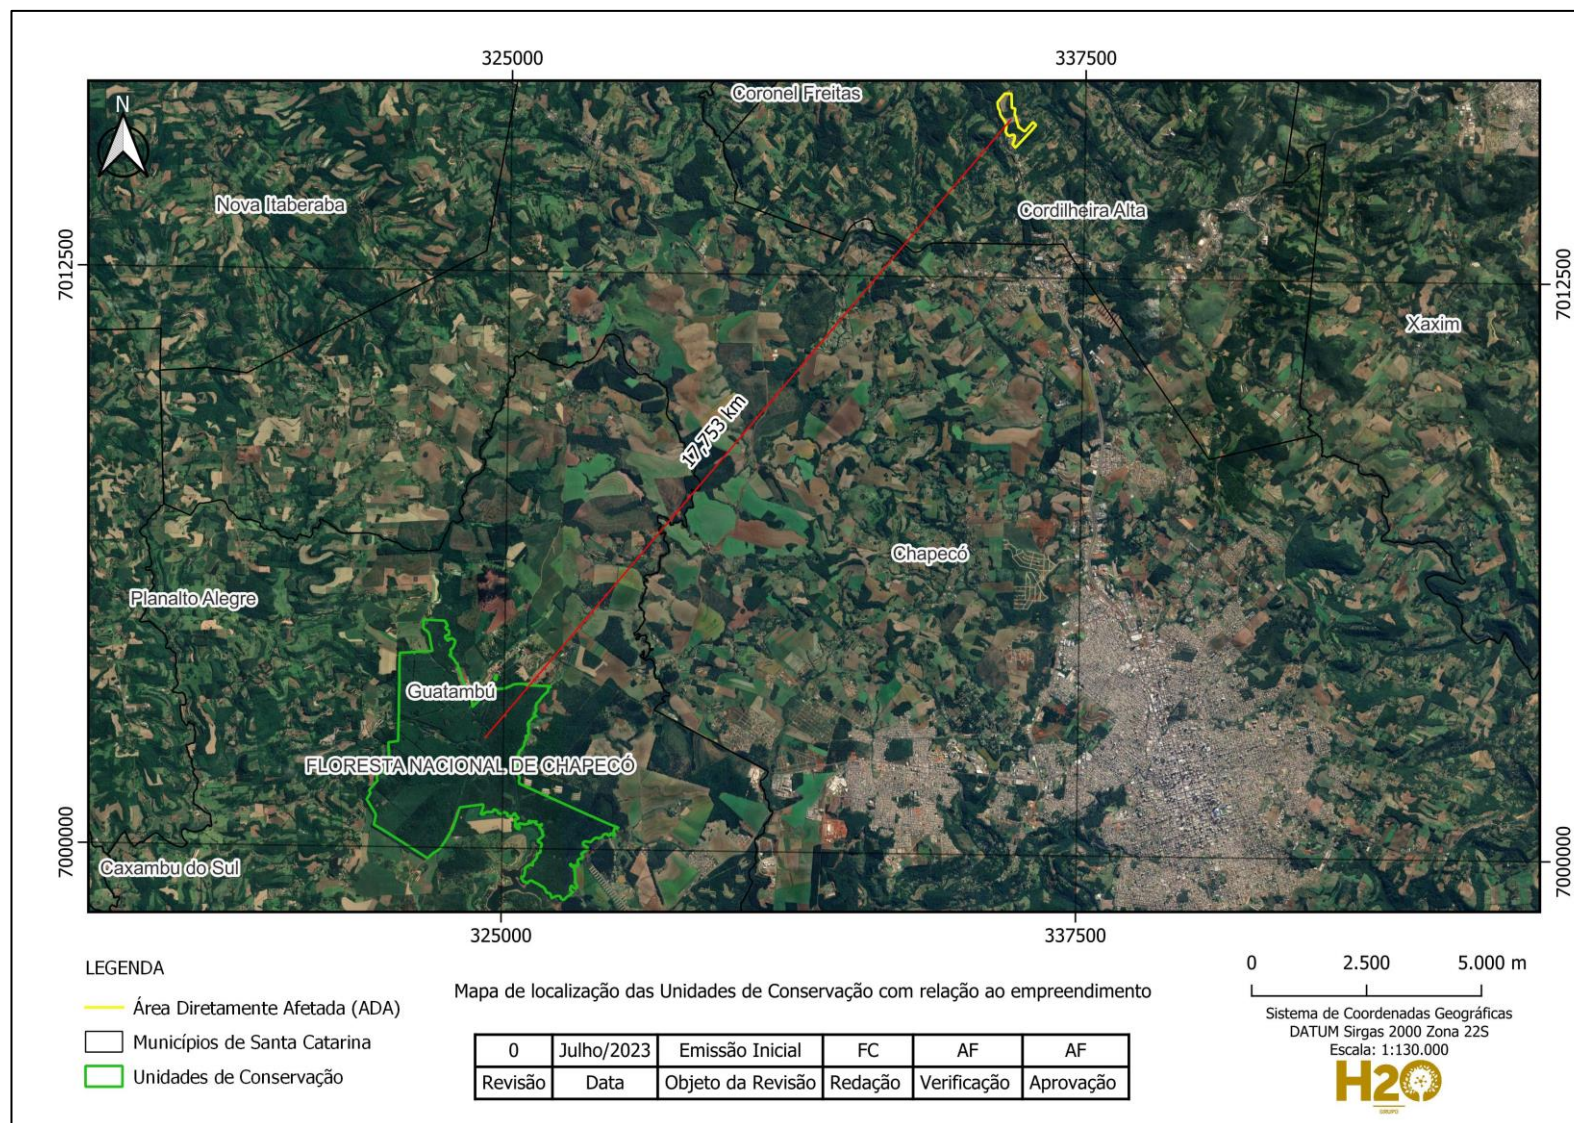 325000
337500
N
Coronel Freitas
Nova Itaberaba
Cordilheira Alta
7012500
7012500
Xaxim
17,753 km
Chapecó
Planalto Alegre
Guatambú
FLORESTA NACIONAL DE CHAPECÓ
7000000
7000000
Caxambu do Sul
325000
337500
LEGENDA
Área Diretamente Afetada (ADA)
Municípios de Santa Catarina
Unidades de Conservação
Mapa de localização das Unidades de Conservação com relação ao empreendimento
0 Julho/2023 Emissão Inicial FC AF AF
Revisão Data Objeto da Revisão Redação Verificação Aprovação
0 2.500 5.000 m
Sistema de Coordenadas Geográficas
DATUM Sirgas 2000 Zona 22S
Escala: 1:130.000
H2O
GRUPO